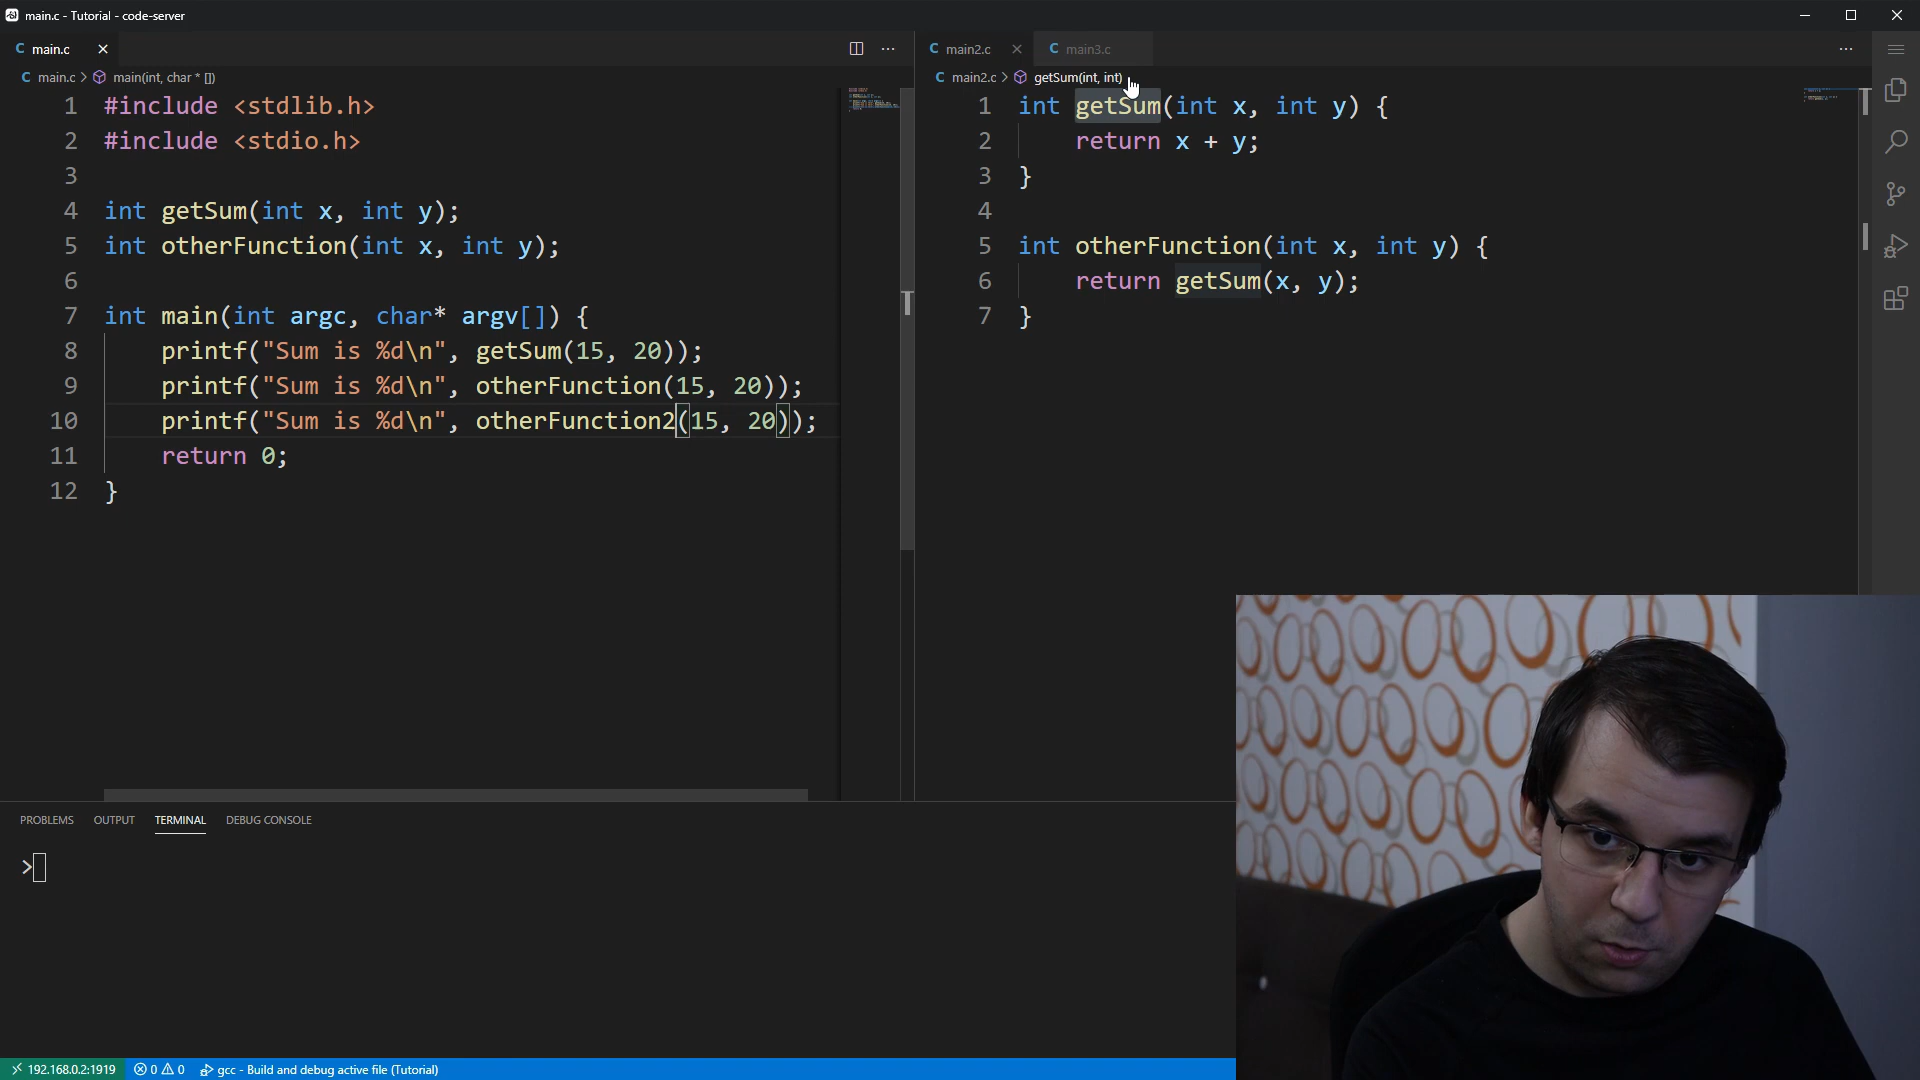 main.c - Tutorial - code-server
main.c
main.c > main(int, char * [])
1 #include <stdlib.h>
2 #include <stdio.h>
3
4 int getSum(int x, int y);
5 int otherFunction(int x, int y);
6
7 int main(int argc, char* argv[]) {
8 printf("Sum is %d\n", getSum(15, 20));
9 printf("Sum is %d\n", otherFunction(15, 20));
10 printf("Sum is %d\n", otherFunction2(15, 20));
11 return 0;
12 }
C main2.c
C main3.c
C main2.c > getSum(int, int)
1 int getSum(int x, int y) {
2 return x + y;
3 }
4
5 int otherFunction(int x, int y) {
6 return getSum(x, y);
7 }
PROBLEMS OUTPUT TERMINAL DEBUG CONSOLE
>
192.168.0.2:1919 0 0 gcc - Build and debug active file (Tutorial)